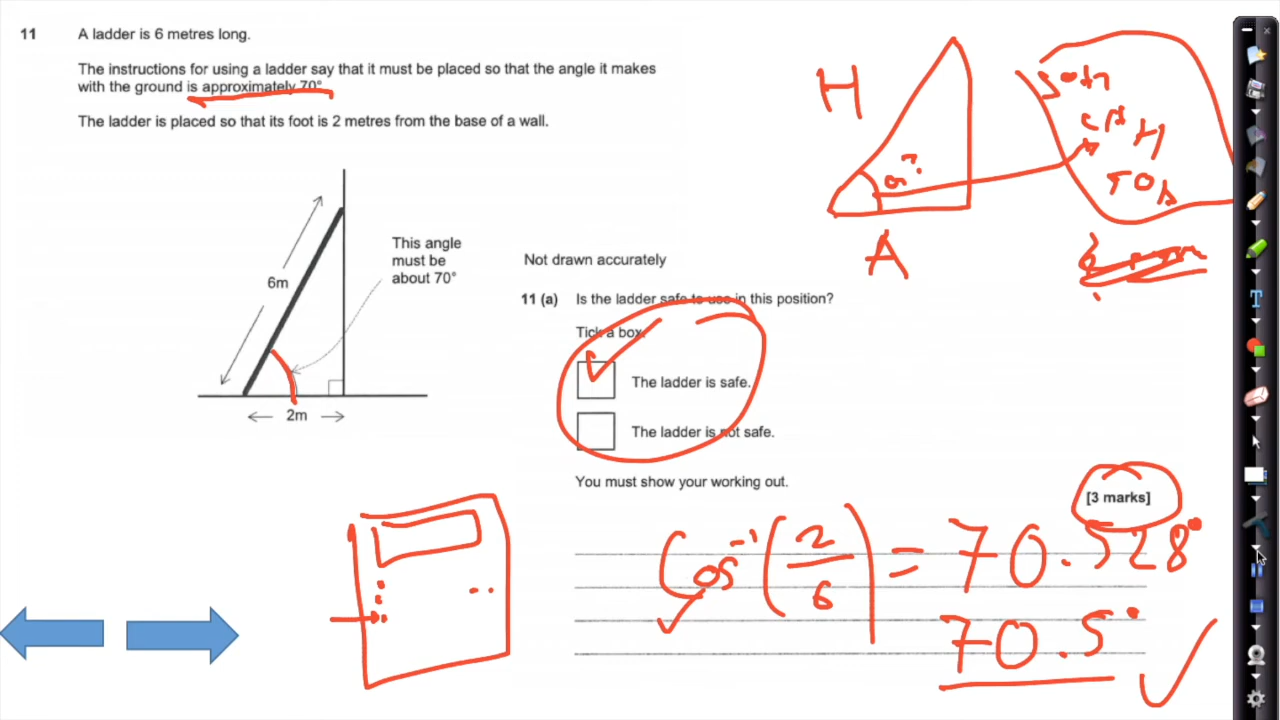 11 A ladder is 6 metres long.
The instructions for using a ladder say that it must be placed so that the angle it makes
with the ground is approximately 70°
The ladder is placed so that its foot is 2 metres from the base of a wall.
6m
2m
This angle
must be
about 70°
H
A
Not drawn accurately
11 (a) Is the ladder safe to use in this position?
Tick a box.
The ladder is safe.
The ladder is not safe.
You must show your working out.
[3 marks]
Cos⁻¹(2/6) = 70.528°
70.5°